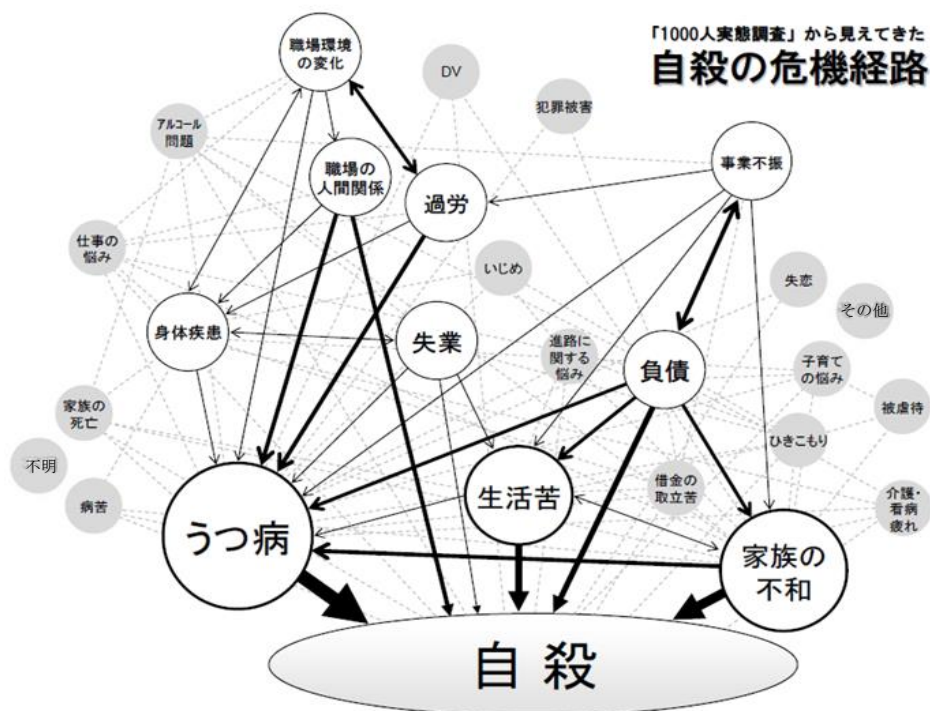 「1000人実態調査」から見えてきた
自殺の危機経路
職場環境
の変化
DV
犯罪被害
アルコール
問題
職場の
人間関係
過労
事業不振
仕事の
悩み
いじめ
失恋
その他
身体疾患
失業
進路に
関する
悩み
負債
子育て
の悩み
家族の
死亡
被虐待
ひきこもり
不明
病苦
うつ病
生活苦
借金の
取立苦
介護・
看病
疲れ
家族の
不和
自殺